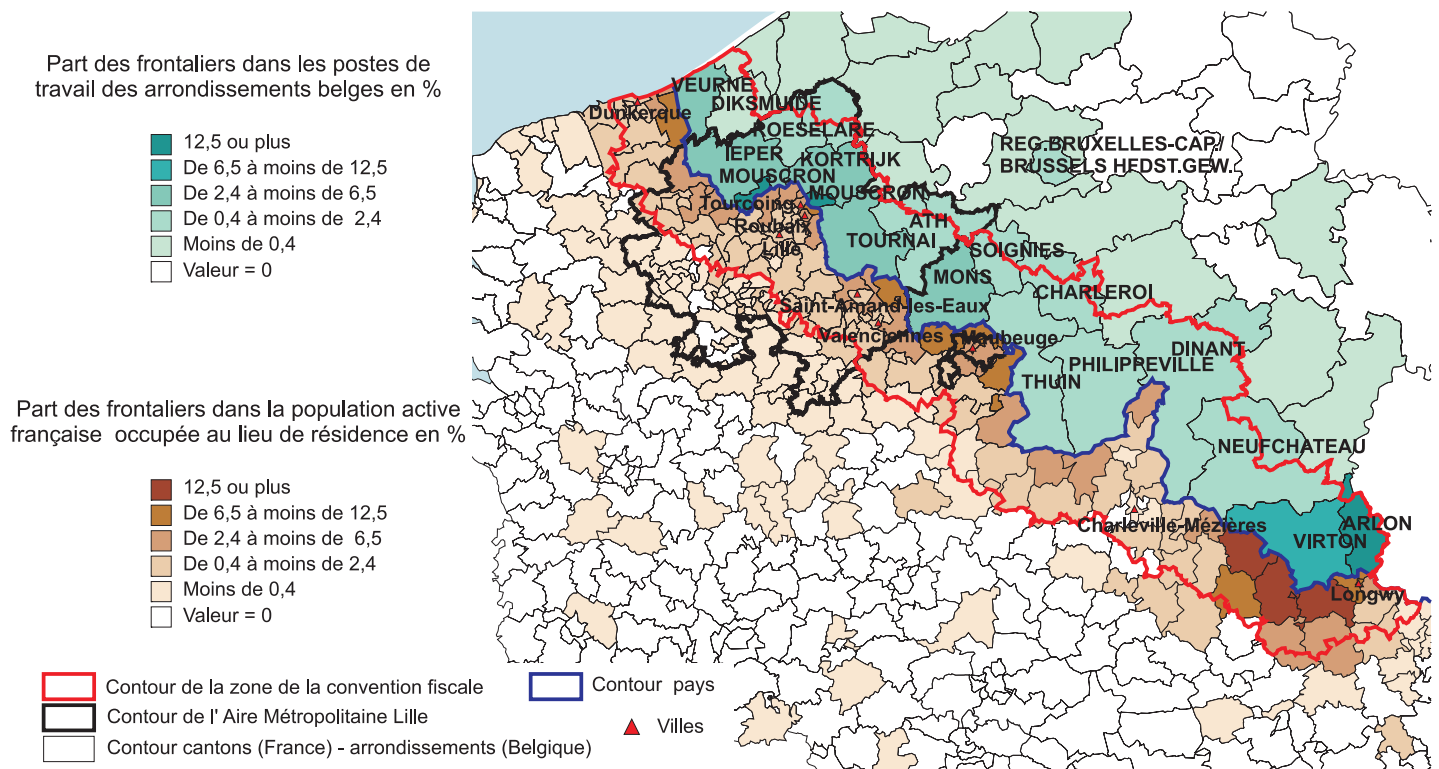 Part des frontaliers dans les postes de
travail des arrondissements belges en %
12,5 ou plus
De 6,5 à moins de 12,5
De 2,4 à moins de 6,5
De 0,4 à moins de 2,4
Moins de 0,4
Valeur = 0
Part des frontaliers dans la population active
française occupée au lieu de résidence en %
12,5 ou plus
De 6,5 à moins de 12,5
De 2,4 à moins de 6,5
De 0,4 à moins de 2,4
Moins de 0,4
Valeur = 0
VEURNE
DIKSMUIDE
Dunkerque
ROESELARE
REG.BRUXELLES-CAP./
BRUSSELS HFDST.GEW.
IEPER
KORTRIJK
MOUSCRON
MOUSCRON
Tourcoing
Roubaix
Lille
ATH
TOURNAI
SOIGNIES
MONS
CHARLEROI
Saint-Amand-les-Eaux
Valenciennes
Maubeuge
DINANT
PHILIPPEVILLE
THUIN
NEUFCHATEAU
Charleville-Mézières
ARLON
VIRTON
Longwy
Contour de la zone de la convention fiscale
Contour pays
Contour de l' Aire Métropolitaine Lille
Villes
Contour cantons (France) - arrondissements (Belgique)